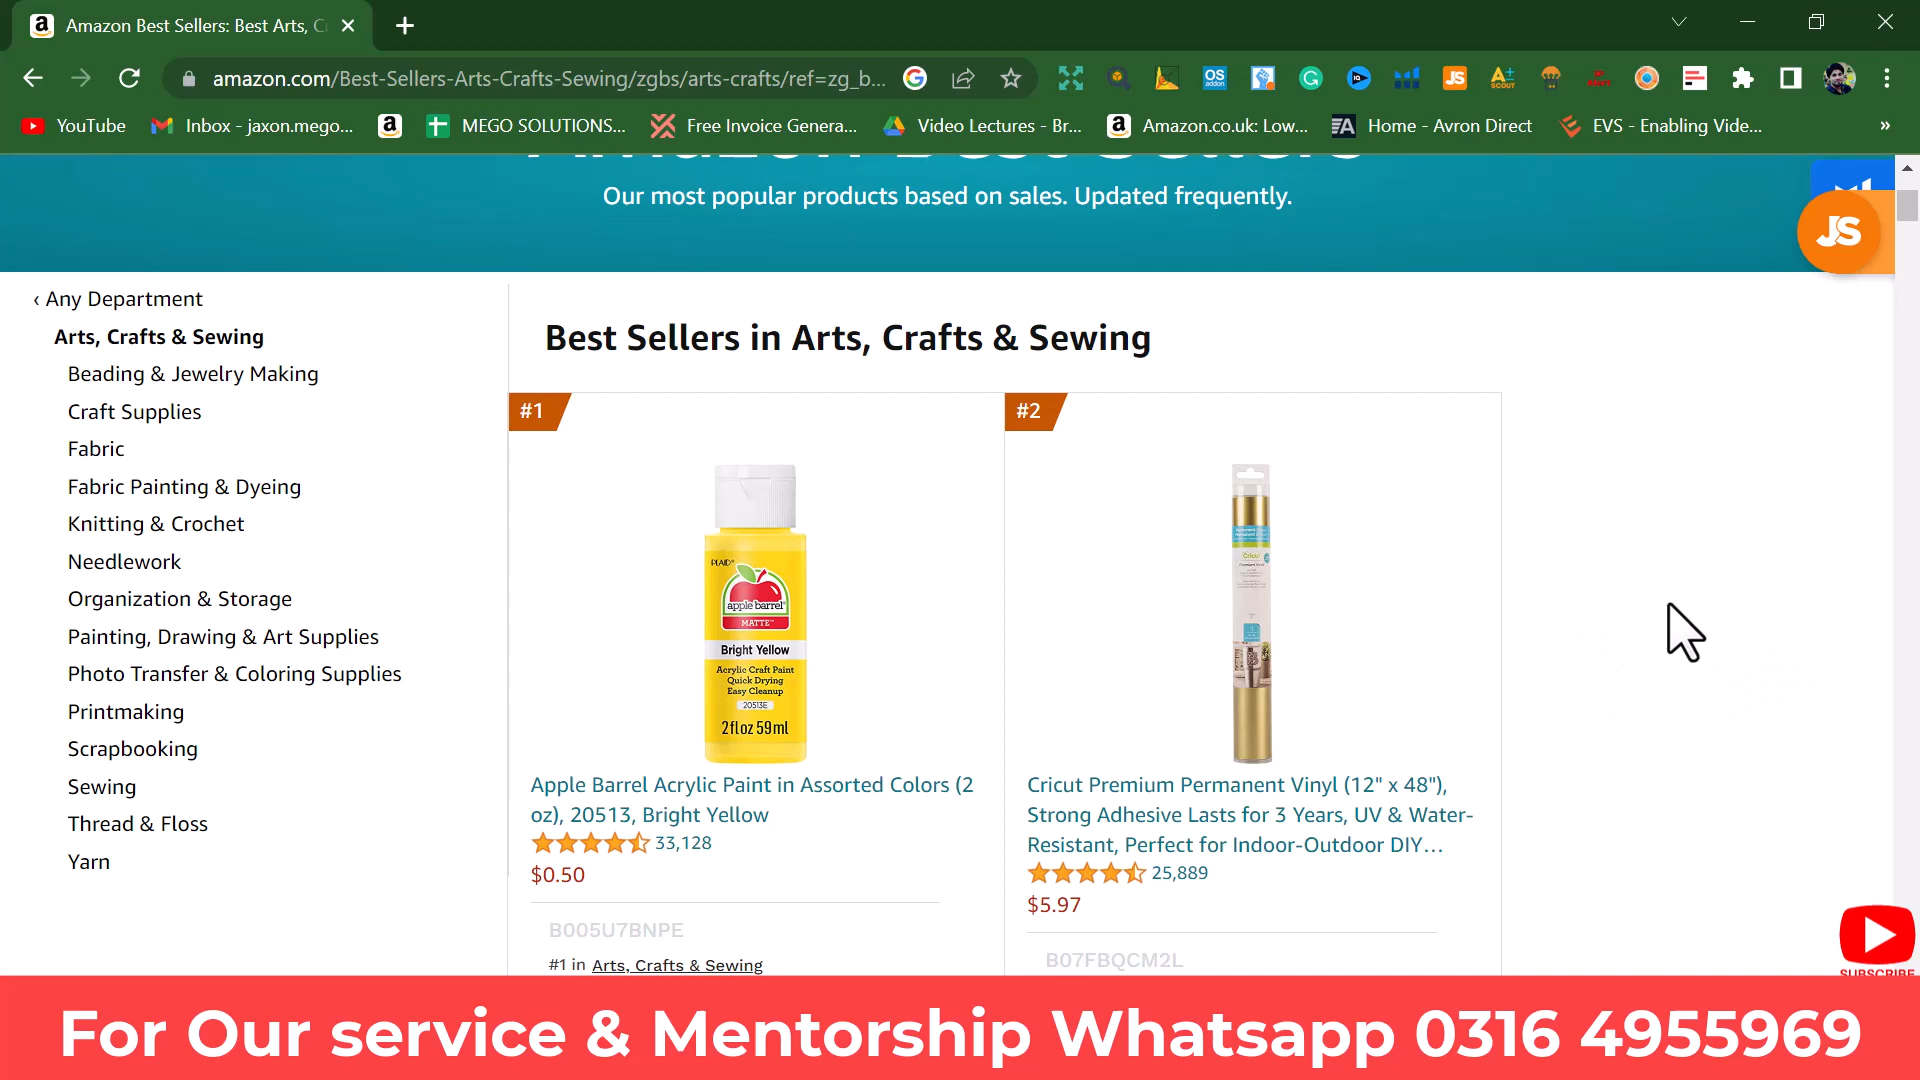 Amazon Best Sellers: Best Arts, C
amazon.com/Best-Sellers-Arts-Crafts-Sewing/zgbs/arts-crafts/ref=zg_b...
YouTube
Inbox - jaxon.mego...
MEGO SOLUTIONS...
Free Invoice Genera...
Video Lectures - Br...
Amazon.co.uk: Low...
Home - Avron Direct
EVS - Enabling Vide...
»
Amazon Best Sellers
Our most popular products based on sales. Updated frequently.
JS
‹ Any Department
Arts, Crafts & Sewing
Beading & Jewelry Making
Craft Supplies
Fabric
Fabric Painting & Dyeing
Knitting & Crochet
Needlework
Organization & Storage
Painting, Drawing & Art Supplies
Photo Transfer & Coloring Supplies
Printmaking
Scrapbooking
Sewing
Thread & Floss
Yarn
Best Sellers in Arts, Crafts & Sewing
#1
PLAID®
apple barrel®
MATTE™
Bright Yellow
Acrylic Craft Paint
Quick Drying
Easy Cleanup
20513E
2fl oz 59ml
Apple Barrel Acrylic Paint in Assorted Colors (2
oz), 20513, Bright Yellow
33,128
$0.50
B005U7BNPE
#1 in Arts, Crafts & Sewing
#2
Cricut
Cricut Premium Permanent Vinyl (12" x 48"),
Strong Adhesive Lasts for 3 Years, UV & Water-
Resistant, Perfect for Indoor-Outdoor DIY…
25,889
$5.97
B07FBQCM2L
SUBSCRIBE
For Our service & Mentorship Whatsapp 0316 4955969